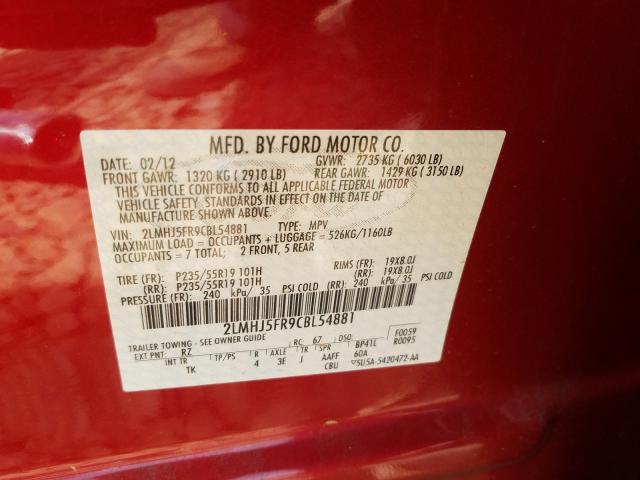 MFD. BY FORD MOTOR CO.
DATE: 02/12 GVWR: 2735 KG ( 6030 LB)
FRONT GAWR: 1320 KG ( 2910 LB) REAR GAWR: 1429 KG ( 3150 LB)
THIS VEHICLE CONFORMS TO ALL APPLICABLE FEDERAL MOTOR
VEHICLE SAFETY STANDARDS IN EFFECT ON THE DATE OF
MANUFACTURE SHOWN ABOVE.
VIN: 2LMHJ5FR9CBL54881 TYPE: MPV
MAXIMUM LOAD = OCCUPANTS + LUGGAGE = 526KG/1160LB
OCCUPANTS = 7 TOTAL: 2 FRONT, 5 REAR
TIRE (FR): P235/55R19 101H RIMS (FR): 19X8.0J
(RR): P235/55R19 101H (RR): 19X8.0J
PRESSURE (FR): 240 kPa/ 35 PSI COLD (RR): 240 kPa/ 35 PSI COLD
2LMHJ5FR9CBL54881
TRAILER TOWING - SEE OWNER GUIDE RC: 67 DSO: F0059
EXT PNT: RZ BP41L R0095
INT TR TP/PS R AXLE TR SPR AAFF 60A
TK 4 3E J CBU 5U5A-5420472-AA